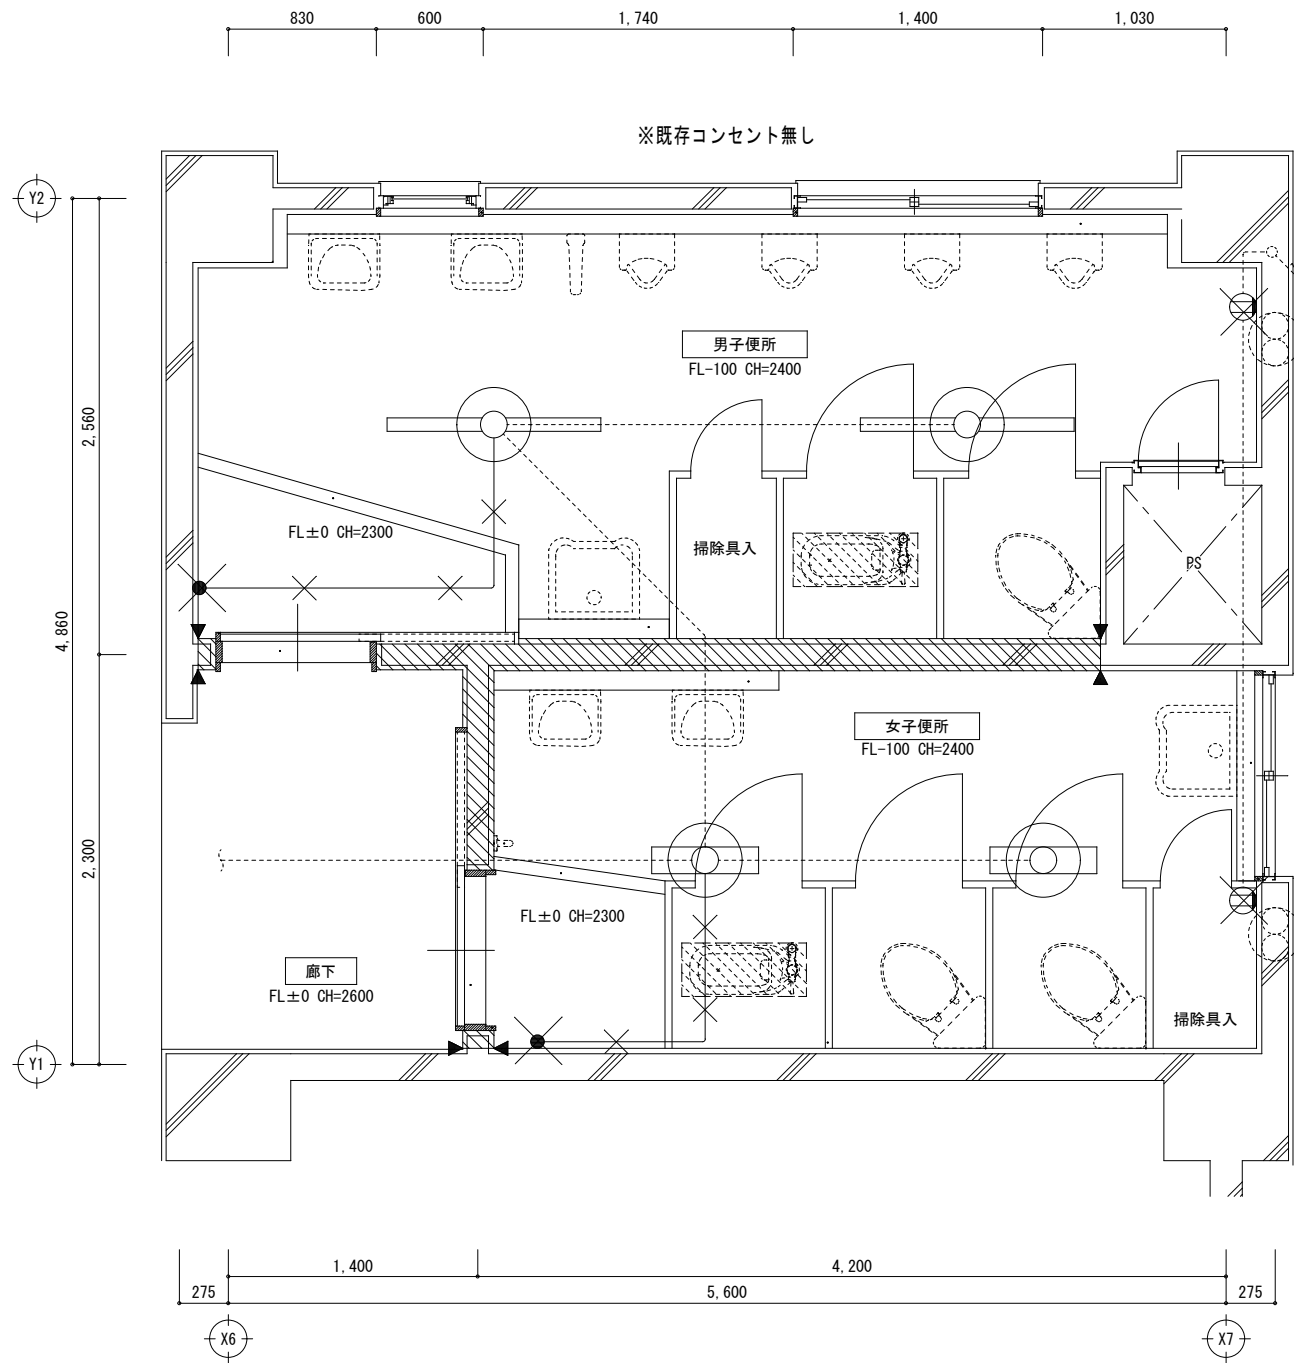 830
600
1,740
1,400
1,030
※既存コンセント無し
Y2
男子便所
FL-100 CH=2400
2,560
FL±0 CH=2300
掃除具入
PS
4,860
女子便所
FL-100 CH=2400
2,300
FL±0 CH=2300
廊下
FL±0 CH=2600
掃除具入
Y1
1,400
4,200
275
5,600
275
X6
X7